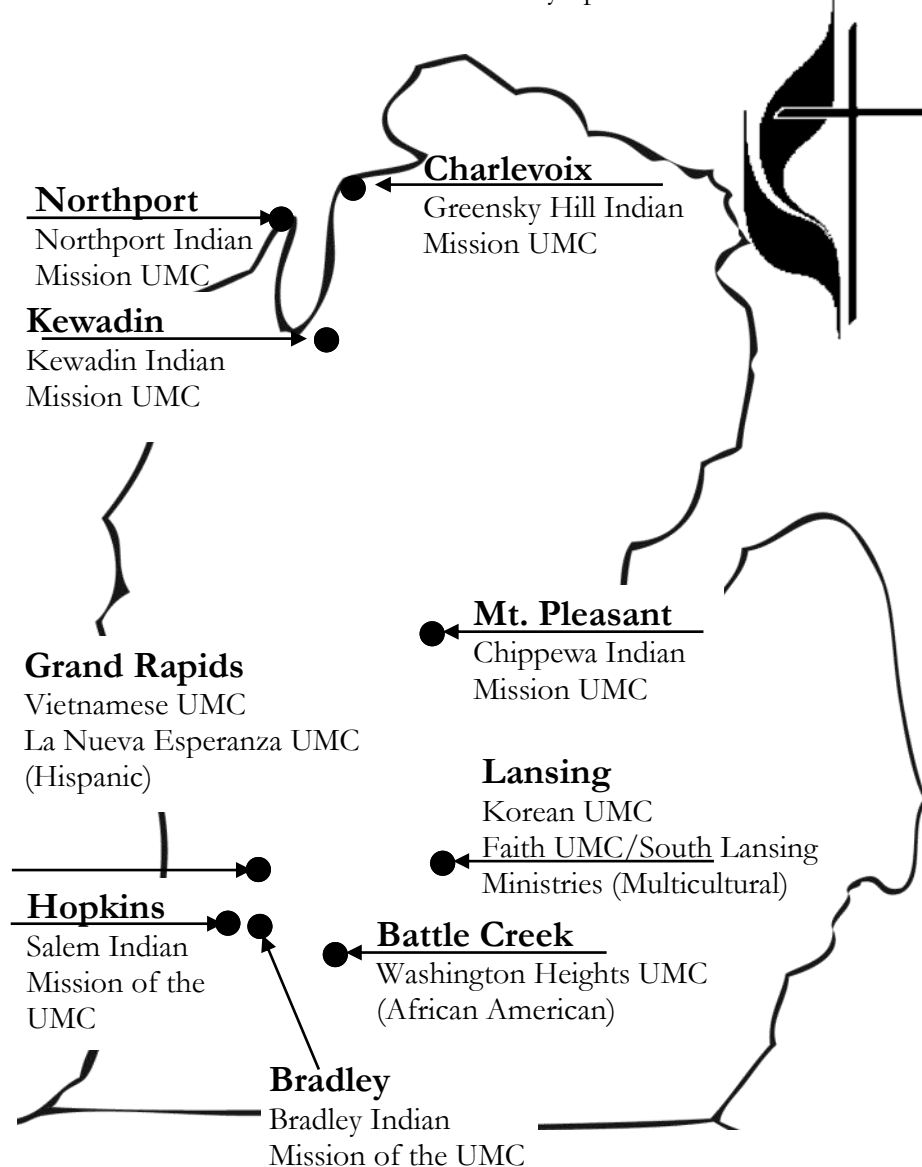 Charlevoix
Greensky Hill Indian
Mission UMC
Northport
Northport Indian
Mission UMC
Kewadin
Kewadin Indian
Mission UMC
Mt. Pleasant
Chippewa Indian
Mission UMC
Grand Rapids
Vietnamese UMC
La Nueva Esperanza UMC
(Hispanic)
Lansing
Korean UMC
Faith UMC/South Lansing
Ministries (Multicultural)
Hopkins
Salem Indian
Mission of the
UMC
Battle Creek
Washington Heights UMC
(African American)
Bradley
Bradley Indian
Mission of the UMC